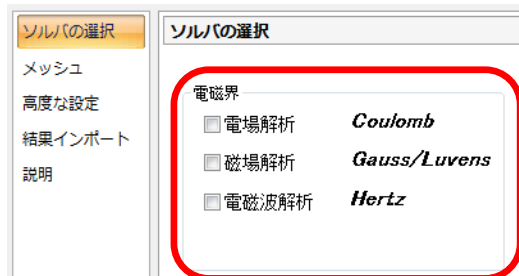 ソルバの選択
メッシュ
高度な設定
結果インポート
説明
ソルバの選択
電磁界
電場解析 Coulomb
磁場解析 Gauss/Luvens
電磁波解析 Hertz